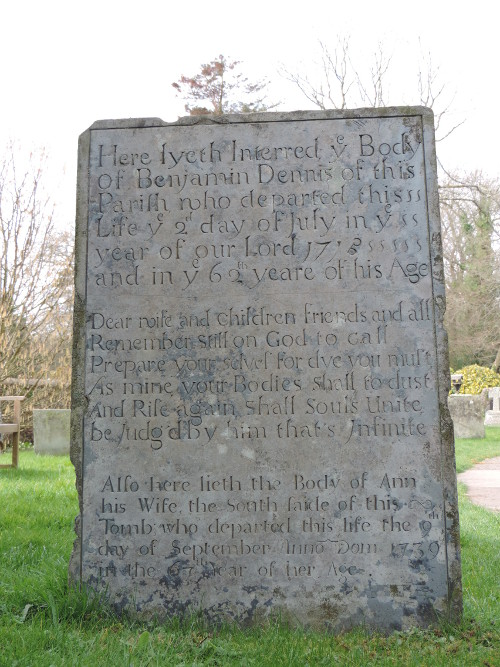 Here lyeth Interred yᵉ Body
Of Benjamin Dennis of this
Parish who departed this
Life yᵉ 2ᵈ day of July in yᵉ
year of our Lord
and in yᵉ 62ᵗʰ yeare of his Age
Dear wife and Children friends and all
Remember still on God to call
Prepare your selves for dye you must
As mine your Bodies Shall to dust
And Rise again Shall Souls Unite
be Judg'd by him that's Infinite
Also here lieth the Body of Ann
his Wife, the South side of this
Tomb who departed this life the 9ᵗʰ
day of September Anno Dom 1739
in the year of her Age